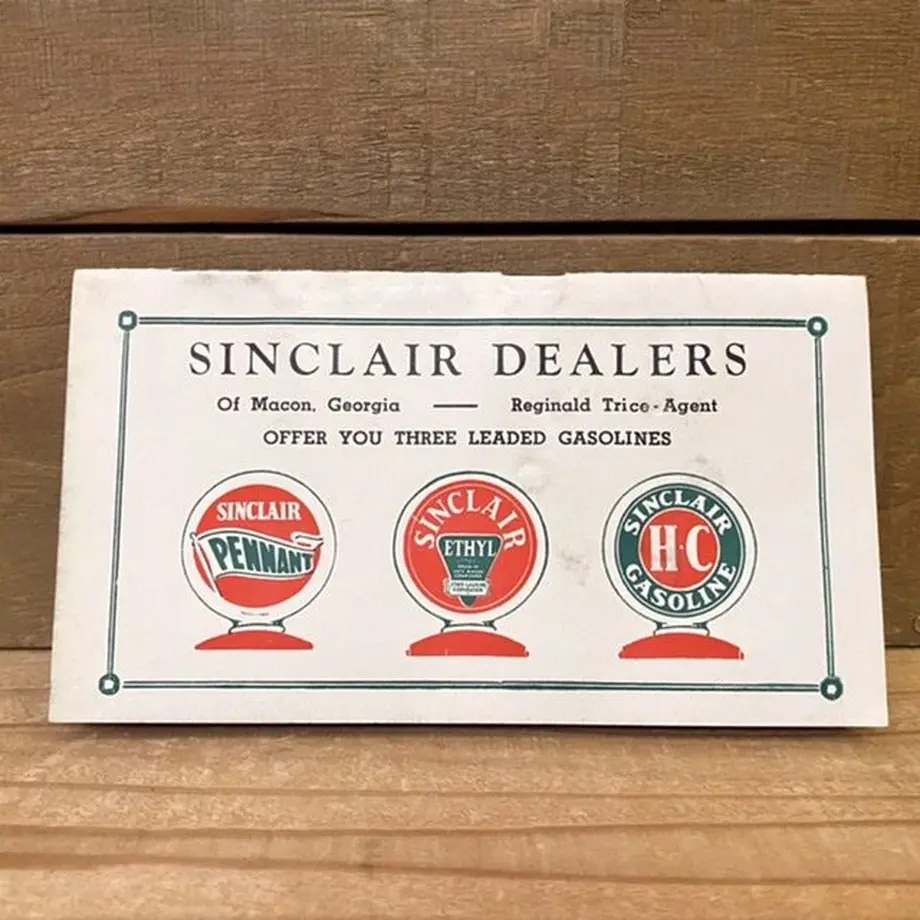 SINCLAIR DEALERS
Of Macon, Georgia — Reginald Trice - Agent
OFFER YOU THREE LEADED GASOLINES
SINCLAIR
PENNANT
SINCLAIR
ETHYL
SINCLAIR
H·C
GASOLINE